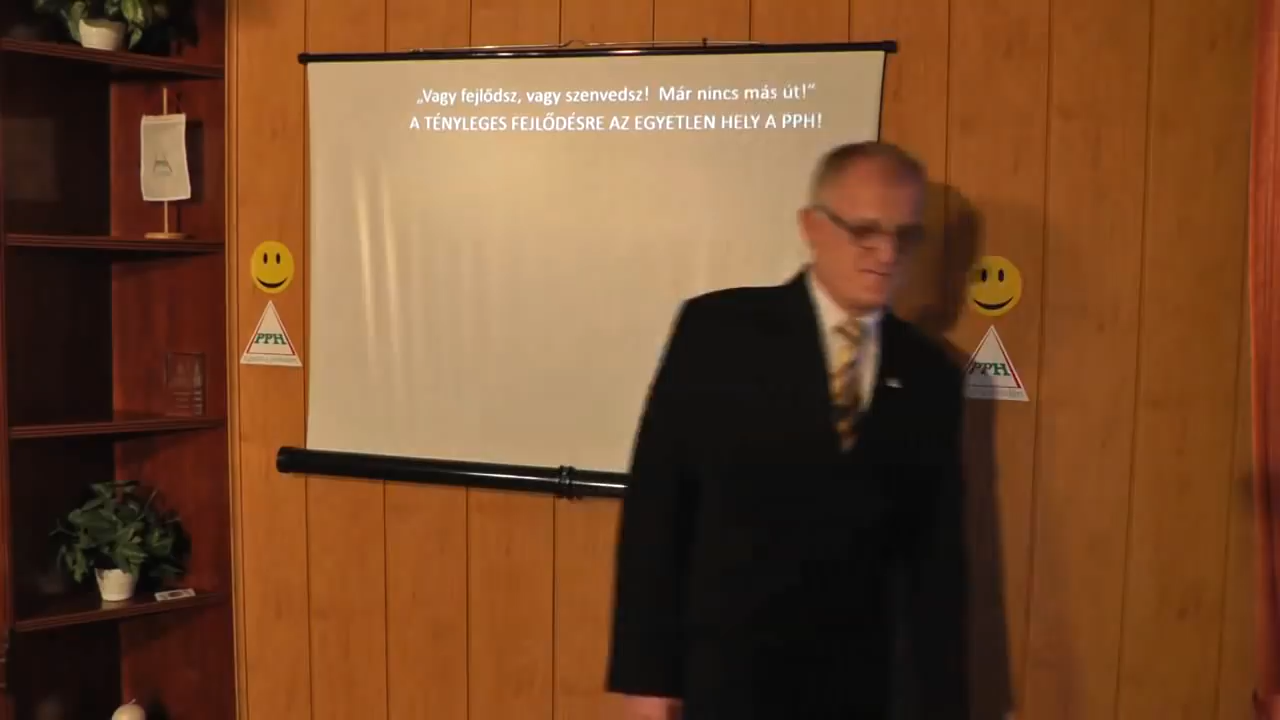 „Vagy fejlődsz, vagy szenvedsz! Már nincs más út!”
A TÉNYLEGES FEJLŐDÉSRE AZ EGYETLEN HELY A PPH!
PPH
PPH